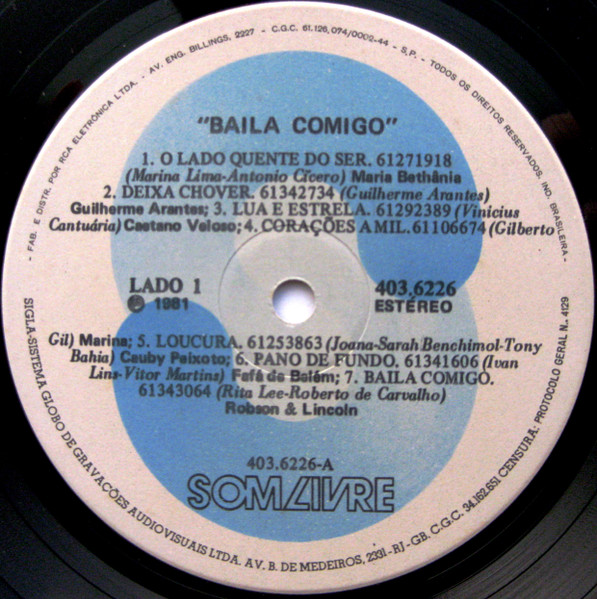 FAB. E DISTR. POR RCA ELETRÔNICA LTDA. - AV. ENG. BILLINGS, 2227 - C.G.C. 61.126.074/0002-44 - S.P. - TODOS OS DIREITOS RESERVADOS. IND. BRASILEIRA -
"BAILA COMIGO"
1. O LADO QUENTE DO SER. 61271918
(Marina Lima-Antonio Cícero) Maria Bethânia
2. DEIXA CHOVER. 61342734 (Guilherme Arantes)
Guilherme Arantes; 3. LUA E ESTRELA. 61292389 (Vinicius
Cantuária) Caetano Veloso; 4. CORAÇÕES A MIL. 61106674 (Gilberto
LADO 1
℗ 1981
403.6226
ESTÉREO
Gil) Marina; 5. LOUCURA. 61253863 (Joana-Sarah Benchimol-Tony
Bahia) Cauby Peixoto; 6. PANO DE FUNDO. 61341606 (Ivan
Lins-Vitor Martins) Fafá de Belém; 7. BAILA COMIGO.
61343064 (Rita Lee-Roberto de Carvalho)
Robson & Lincoln
403.6226-A
SOM LIVRE
SIGLA-SISTEMA GLOBO DE GRAVAÇÕES AUDIOVISUAIS LTDA. AV. B. DE MEDEIROS, 2331-RJ-GB. C.G.C. 34.162.651 CENSURA: PROTOCOLO GERAL N.. 4129